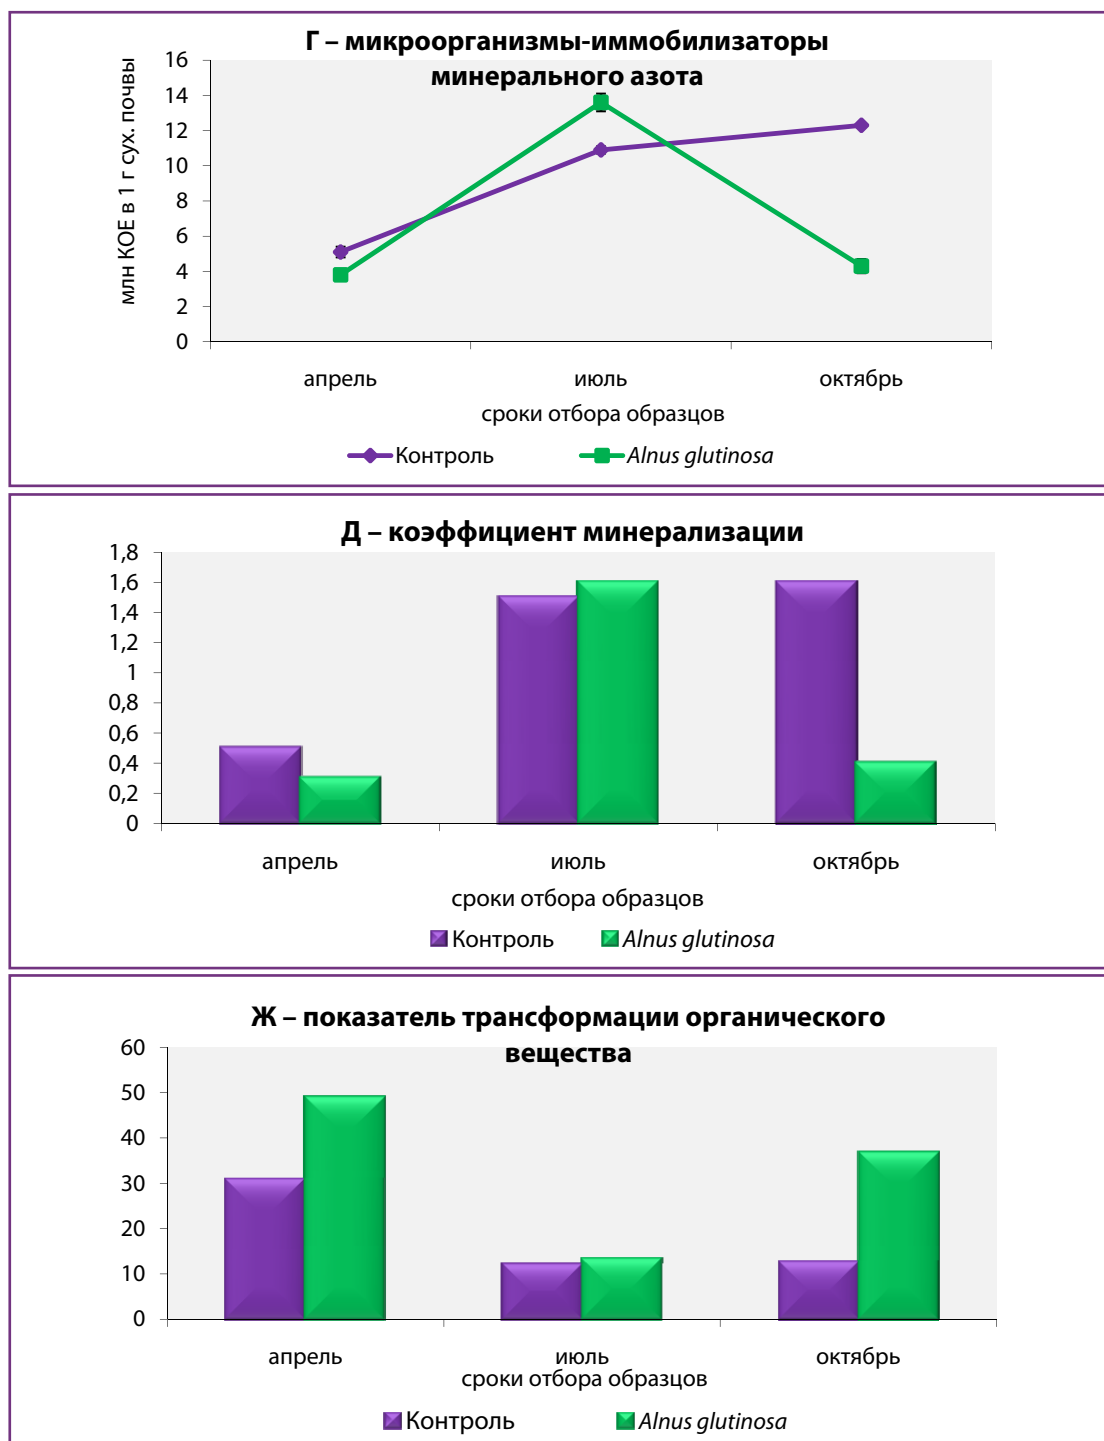 Г – микроорганизмы-иммобилизаторы
минерального азота
млн КОЕ в 1 г сух. почвы
16
14
12
10
8
6
4
2
0
апрель июль октябрь
сроки отбора образцов
Контроль Alnus glutinosa
Д – коэффициент минерализации
1,8
1,6
1,4
1,2
1
0,8
0,6
0,4
0,2
0
апрель июль октябрь
сроки отбора образцов
Контроль Alnus glutinosa
Ж – показатель трансформации органического
вещества
60
50
40
30
20
10
0
апрель июль октябрь
сроки отбора образцов
Контроль Alnus glutinosa